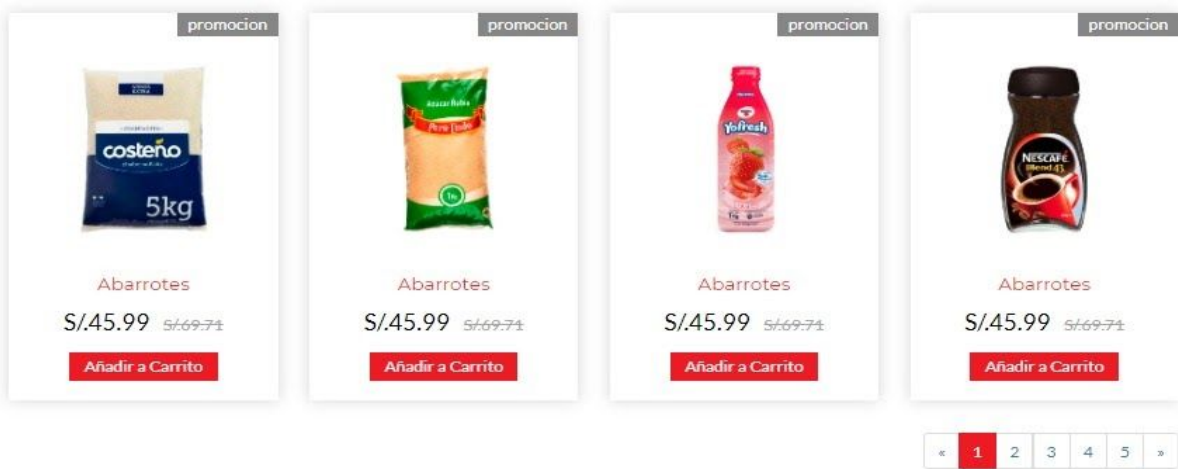 promocion
promocion
promocion
promocion
costeño
5kg
Azucar Rubia
Yofresh
NESCAFÉ
Blend 43
Abarrotes
Abarrotes
Abarrotes
Abarrotes
S/.45.99 S/.69.71
S/.45.99 S/.69.71
S/.45.99 S/.69.71
S/.45.99 S/.69.71
Añadir a Carrito
Añadir a Carrito
Añadir a Carrito
Añadir a Carrito
« 1 2 3 4 5 »